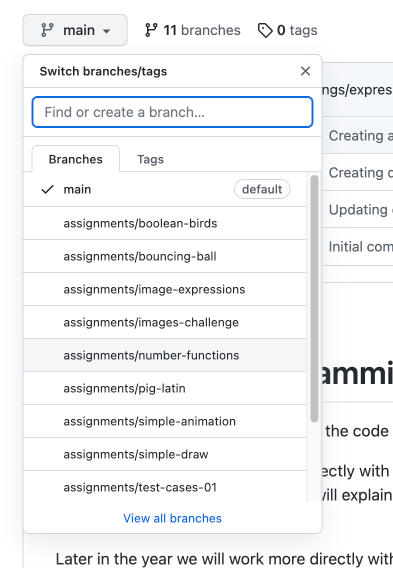 main 11 branches 0 tags
Switch branches/tags
Find or create a branch...
Branches Tags
main default
assignments/boolean-birds
assignments/bouncing-ball
assignments/image-expressions
assignments/images-challenge
assignments/number-functions
assignments/pig-latin
assignments/simple-animation
assignments/simple-draw
assignments/test-cases-01
View all branches
ngs/expres
Creating a
Creating
Updating
Initial com
ammi
the code
ectly with
will explain
Later in the year we will work more directly with